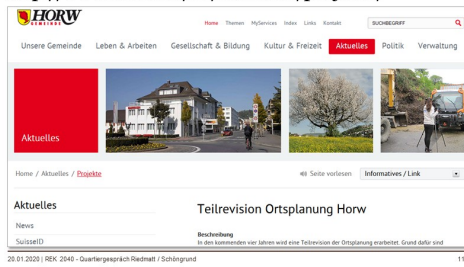 HORW
GEMEINDE
Home Themen MyServices Index Links Kontakt
SUCHBEGRIFF
Unsere Gemeinde Leben & Arbeiten Gesellschaft & Bildung Kultur & Freizeit Aktuelles Politik Verwaltung
Aktuelles
Home / Aktuelles / Projekte
Seite vorlesen
Informatives / Link
Aktuelles
News
SuisseID
Teilrevision Ortsplanung Horw
Beschreibung
In den kommenden vier Jahren wird eine Teilrevision der Ortsplanung erarbeitet. Grund dafür sind
20.01.2020 | REK 2040 - Quartiergespräch Riedmatt / Schöngrund
11